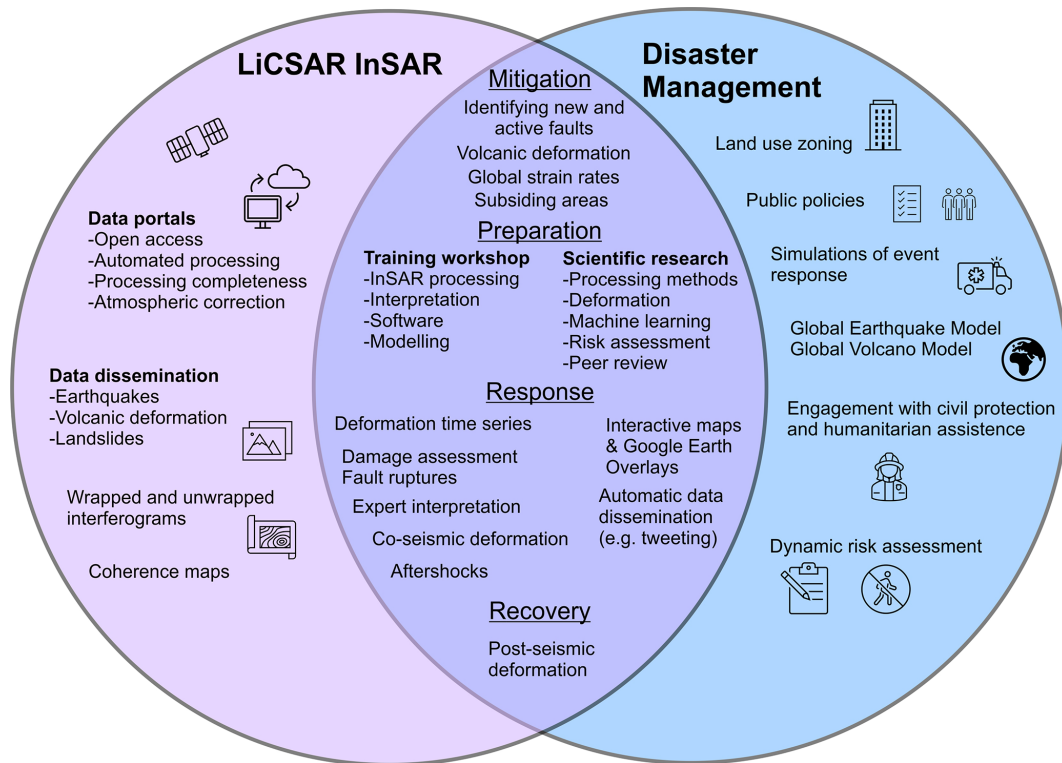 LiCSAR InSAR
Data portals
-Open access
-Automated processing
-Processing completeness
-Atmospheric correction
Data dissemination
-Earthquakes
-Volcanic deformation
-Landslides
Wrapped and unwrapped
interferograms
Coherence maps
Mitigation
Identifying new and
active faults
Volcanic deformation
Global strain rates
Subsiding areas
Preparation
Training workshop
-InSAR processing
-Interpretation
-Software
-Modelling
Scientific research
-Processing methods
-Deformation
-Machine learning
-Risk assessment
-Peer review
Response
Deformation time series
Damage assessment
Fault ruptures
Expert interpretation
Co-seismic deformation
Aftershocks
Interactive maps
& Google Earth
Overlays
Automatic data
dissemination
(e.g. tweeting)
Recovery
Post-seismic
deformation
Disaster
Management
Land use zoning
Public policies
Simulations of event
response
Global Earthquake Model
Global Volcano Model
Engagement with civil protection
and humanitarian assistence
Dynamic risk assessment